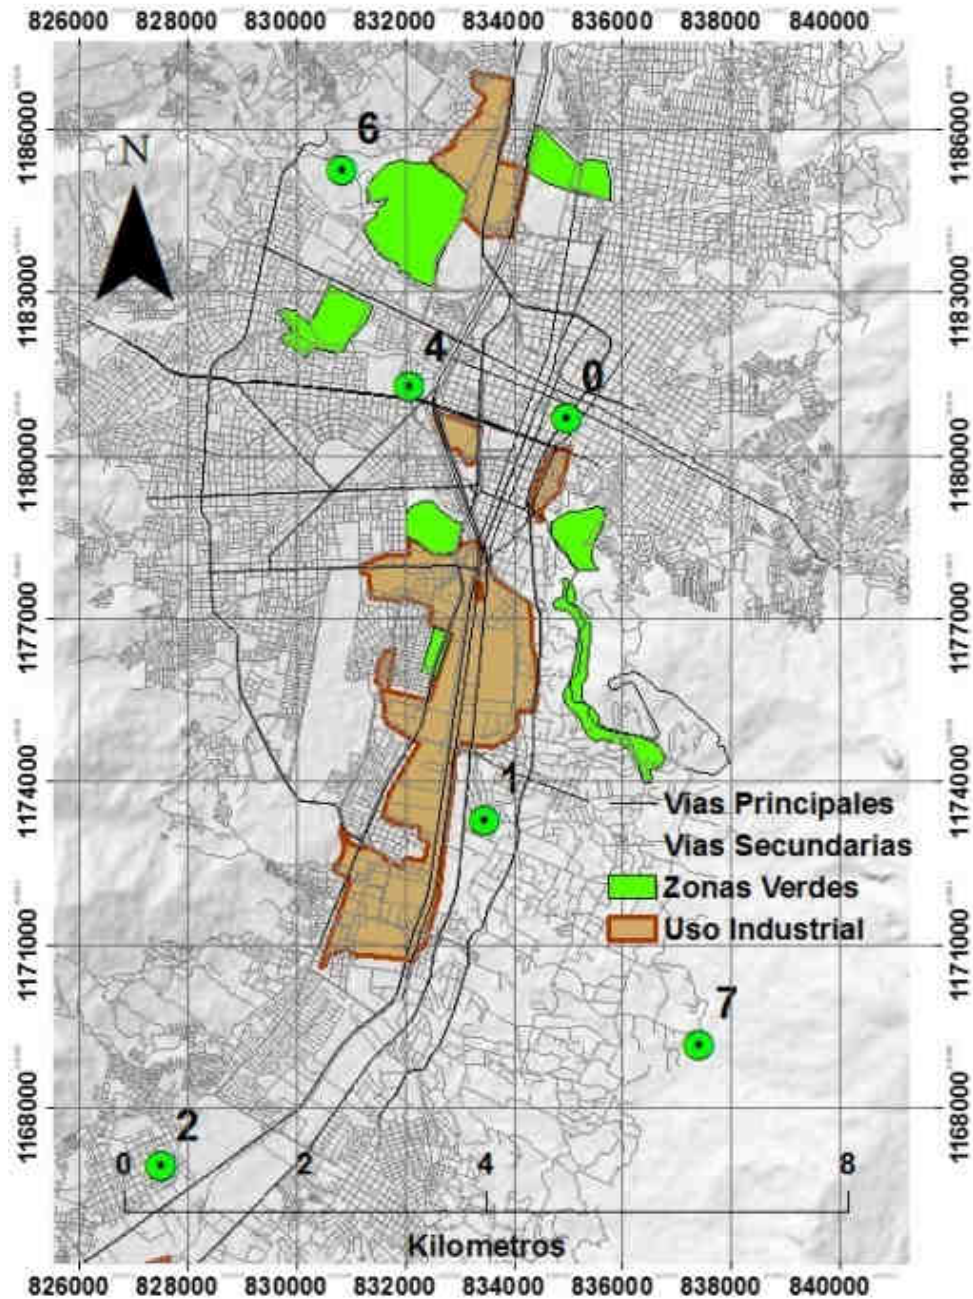 826000 828000 830000 832000 834000 836000 838000 840000
1186000 1186000
6
N
1183000 1183000
4
0
1180000 1180000
1177000 1177000
1174000 1174000
1
Vias Principales
Vias Secundarias
Zonas Verdes
Uso Industrial
1171000 1171000
7
1168000 1168000
2
0 2 4 8
Kilometros
826000 828000 830000 832000 834000 836000 838000 840000